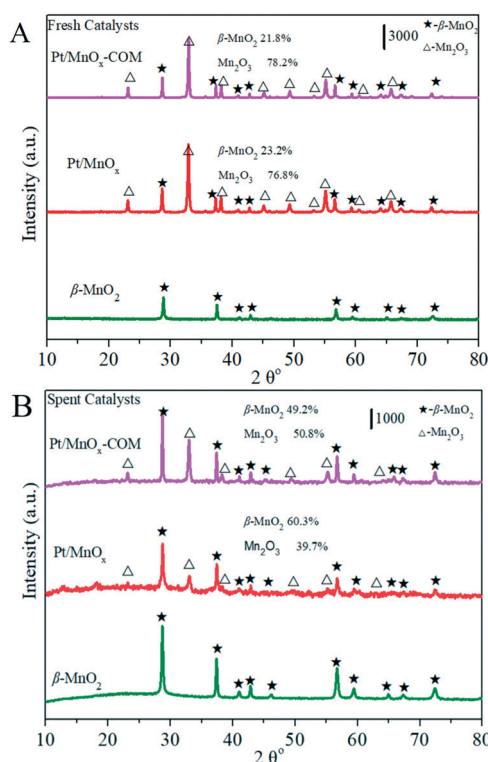 A
Fresh Catalysts
Pt/MnOₓ-COM
β-MnO₂ 21.8%
Mn₂O₃ 78.2%
3000
★-β-MnO₂
△-Mn₂O₃
Pt/MnOₓ
β-MnO₂ 23.2%
Mn₂O₃ 76.8%
β-MnO₂
Intensity (a.u.)
10 20 30 40 50 60 70 80
2 θ°
B
Spent Catalysts
Pt/MnOₓ-COM
β-MnO₂ 49.2%
Mn₂O₃ 50.8%
1000
★-β-MnO₂
△-Mn₂O₃
Pt/MnOₓ
β-MnO₂ 60.3%
Mn₂O₃ 39.7%
β-MnO₂
Intensity (a.u.)
10 20 30 40 50 60 70 80
2 θ°